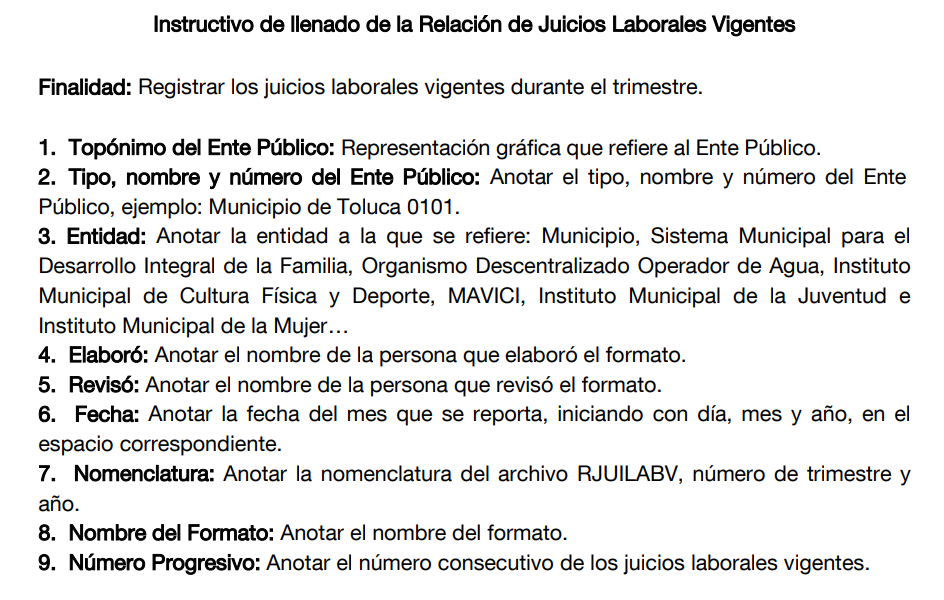 Instructivo de llenado de la Relación de Juicios Laborales Vigentes
Finalidad: Registrar los juicios laborales vigentes durante el trimestre.
1. Topónimo del Ente Público: Representación gráfica que refiere al Ente Público.
2. Tipo, nombre y número del Ente Público: Anotar el tipo, nombre y número del Ente
Público, ejemplo: Municipio de Toluca 0101.
3. Entidad: Anotar la entidad a la que se refiere: Municipio, Sistema Municipal para el
Desarrollo Integral de la Familia, Organismo Descentralizado Operador de Agua, Instituto
Municipal de Cultura Física y Deporte, MAVICI, Instituto Municipal de la Juventud e
Instituto Municipal de la Mujer…
4. Elaboró: Anotar el nombre de la persona que elaboró el formato.
5. Revisó: Anotar el nombre de la persona que revisó el formato.
6. Fecha: Anotar la fecha del mes que se reporta, iniciando con día, mes y año, en el
espacio correspondiente.
7. Nomenclatura: Anotar la nomenclatura del archivo RJUILABV, número de trimestre y
año.
8. Nombre del Formato: Anotar el nombre del formato.
9. Número Progresivo: Anotar el número consecutivo de los juicios laborales vigentes.